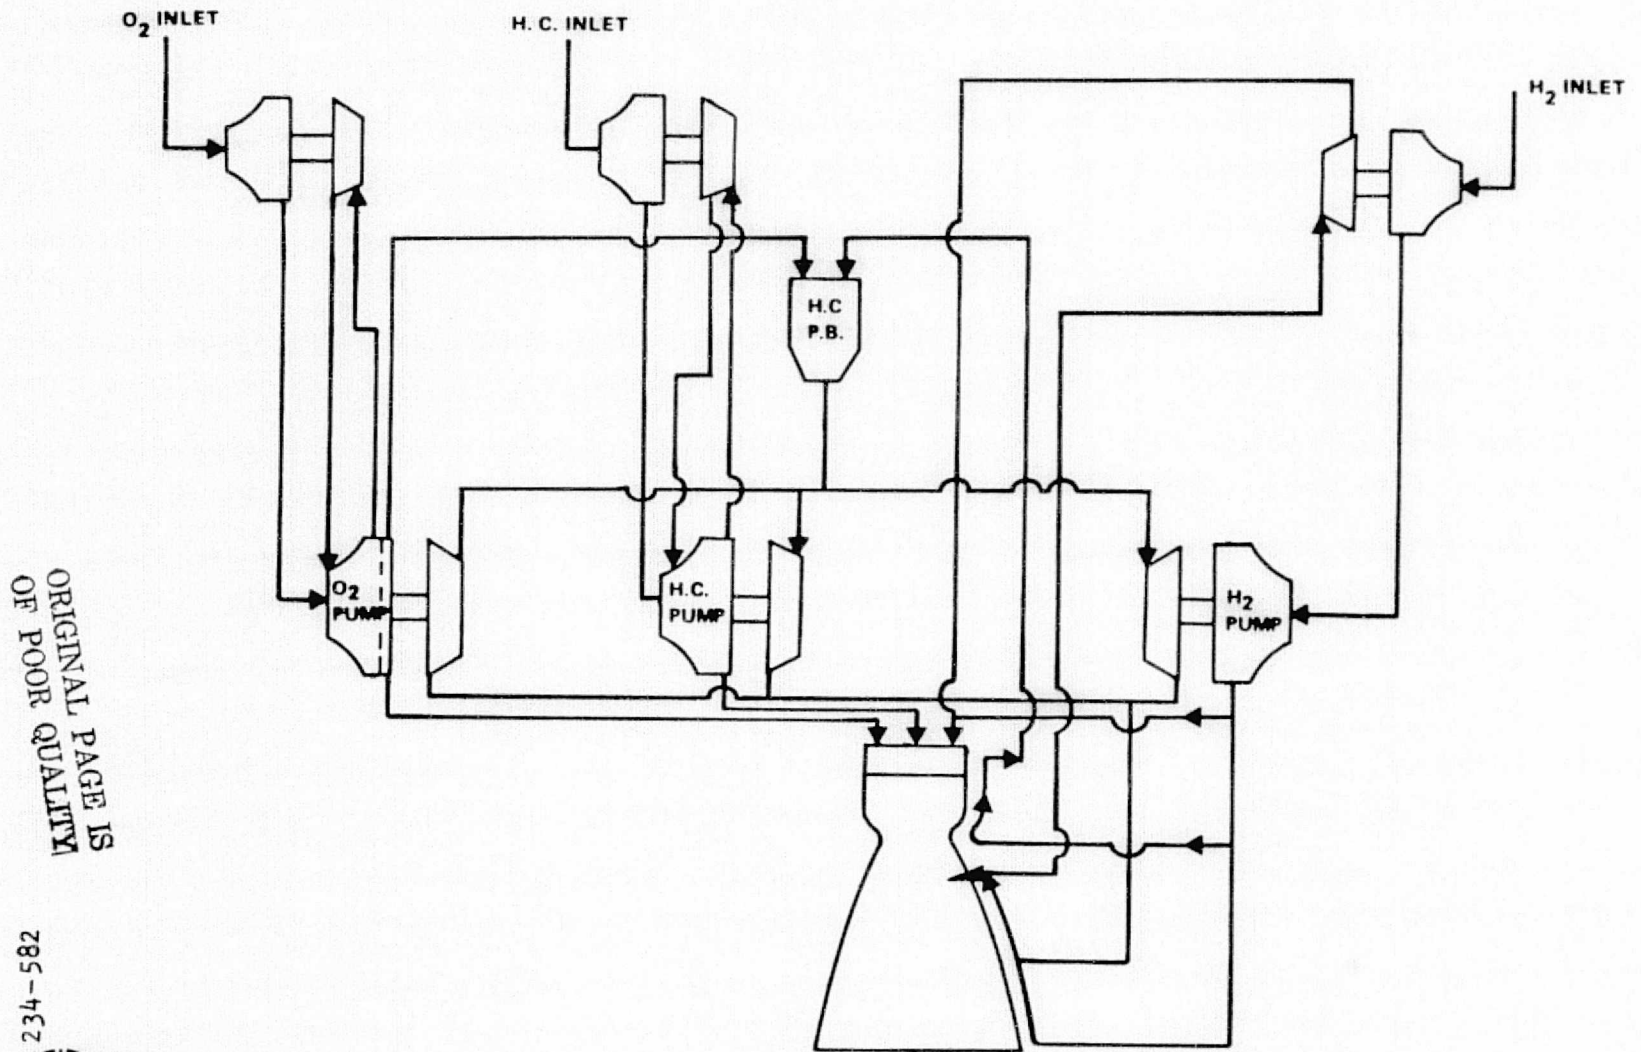 O2 INLET
H. C. INLET
H2 INLET
H.C
P.B.
O2
PUMP
H.C.
PUMP
H2
PUMP
ORIGINAL PAGE IS
OF POOR QUALITY
234-582